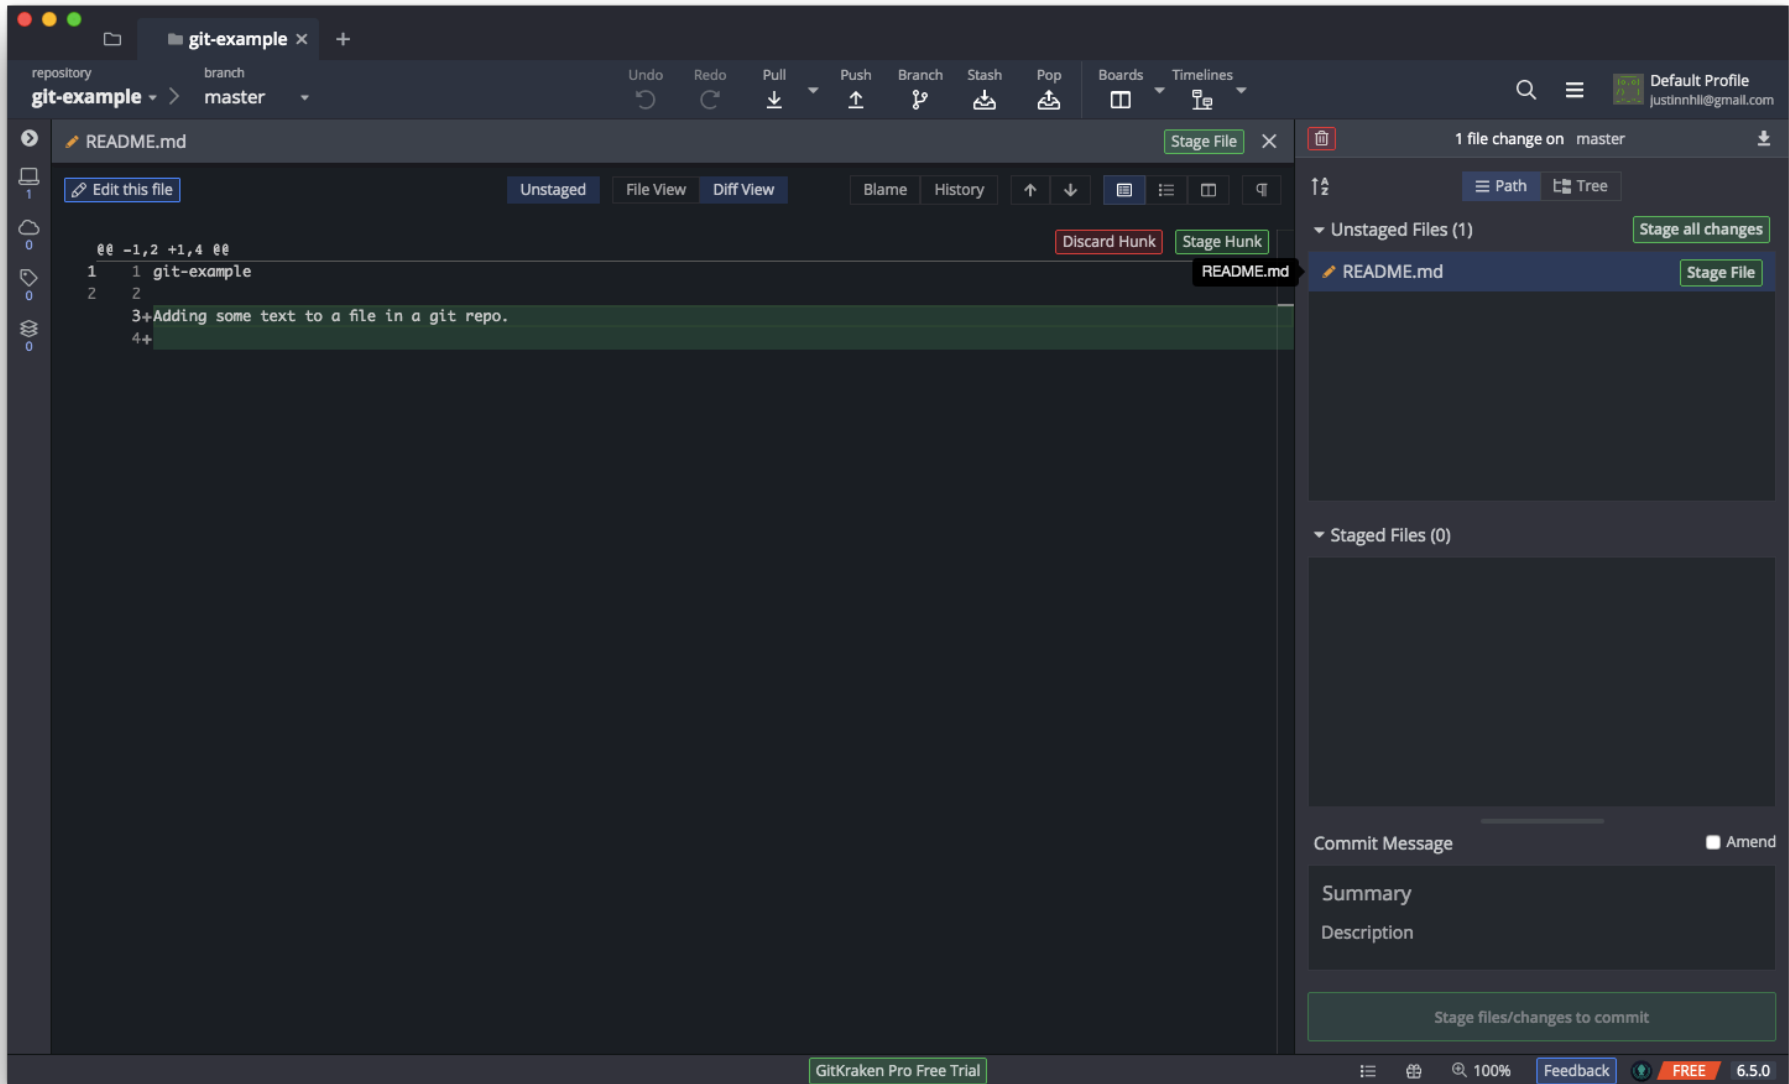 git-example
repository
git-example
branch
master
Undo
Redo
Pull
Push
Branch
Stash
Pop
Boards
Timelines
Default Profile
justinnhli@gmail.com
1
0
0
0
README.md
Stage File
Edit this file
Unstaged
File View
Diff View
Blame
History
@@ -1,2 +1,4 @@
Discard Hunk
Stage Hunk
1 1 git-example
2 2
3+Adding some text to a file in a git repo.
4+
README.md
1 file change on master
Path
Tree
Unstaged Files (1)
Stage all changes
README.md
Stage File
Staged Files (0)
Commit Message
Amend
Summary
Description
Stage files/changes to commit
GitKraken Pro Free Trial
100%
Feedback
FREE
6.5.0